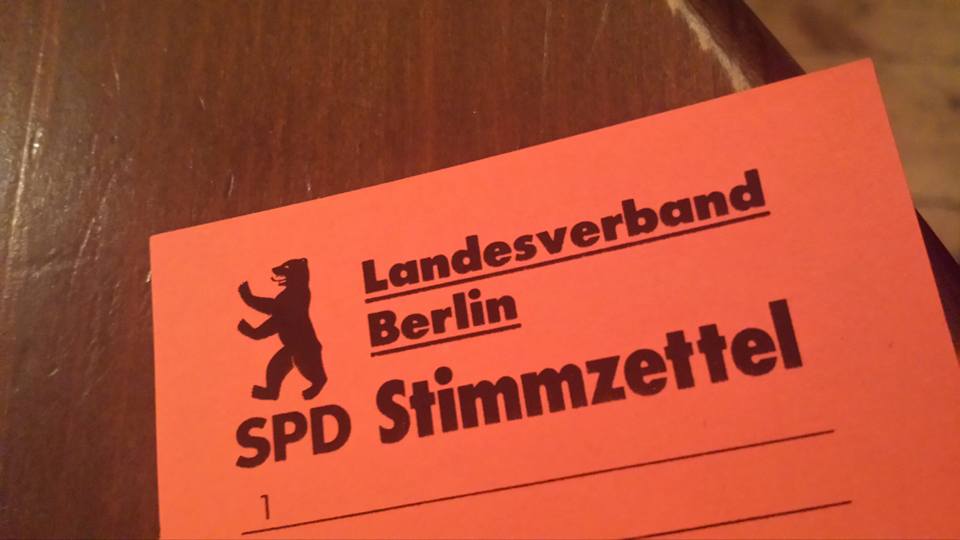 Landesverband
Berlin
SPD Stimmzettel
1